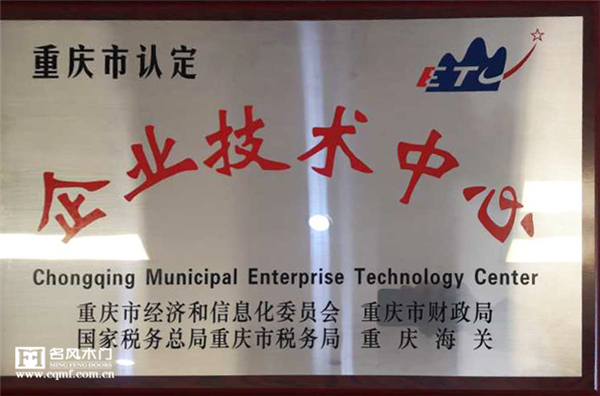 重庆市认定
ETC
企业技术中心
Chongqing Municipal Enterprise Technology Center
重庆市经济和信息化委员会 重庆市财政局
国家税务总局重庆市税务局 重庆海关
名风木门
MING FENG DOORS
www.cqmf.com.cn